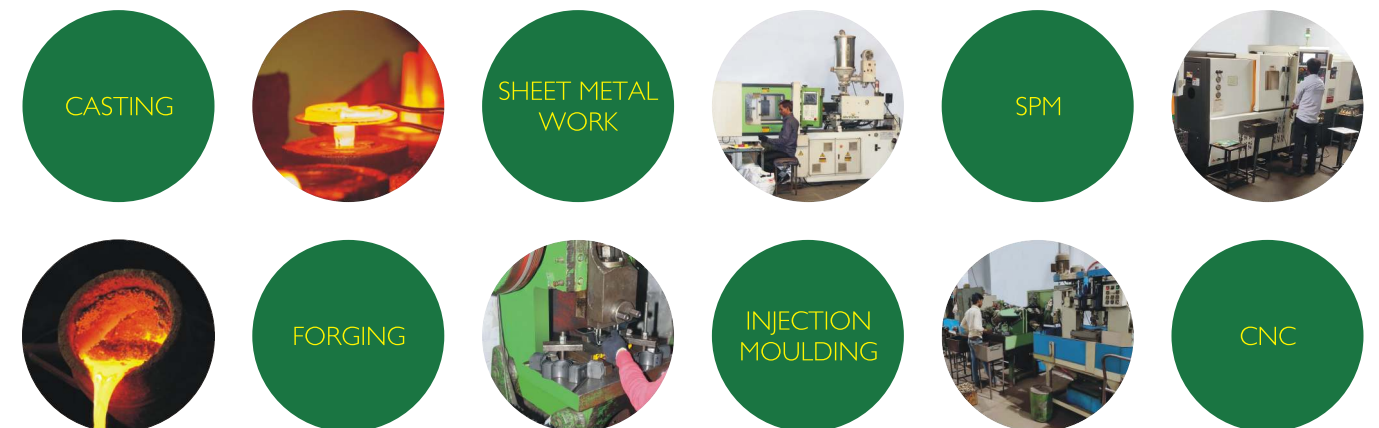 CASTING
SHEET METAL
WORK
SPM
FORGING
INJECTION
MOULDING
CNC